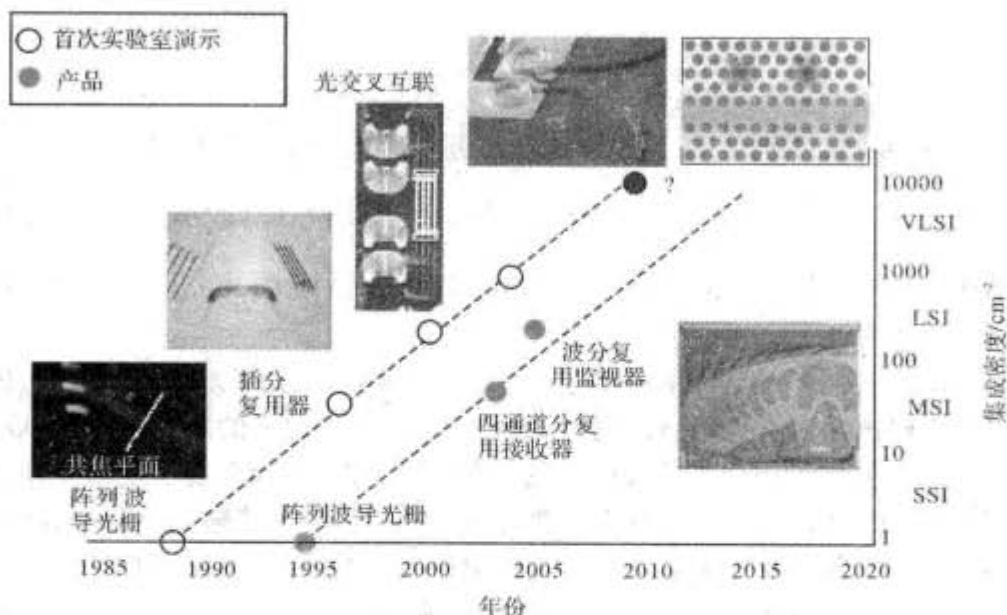 首次实验室演示
产品
光交叉互联
?
10000
VLSI
1000
LSI
100
MSI
10
SSI
1
集成密度/cm⁻²
插分
复用器
波分复
用监视器
四通道分复
用接收器
共焦平面
阵列波
导光栅
阵列波导光栅
1985
1990
1995
2000
2005
2010
2015
2020
年份